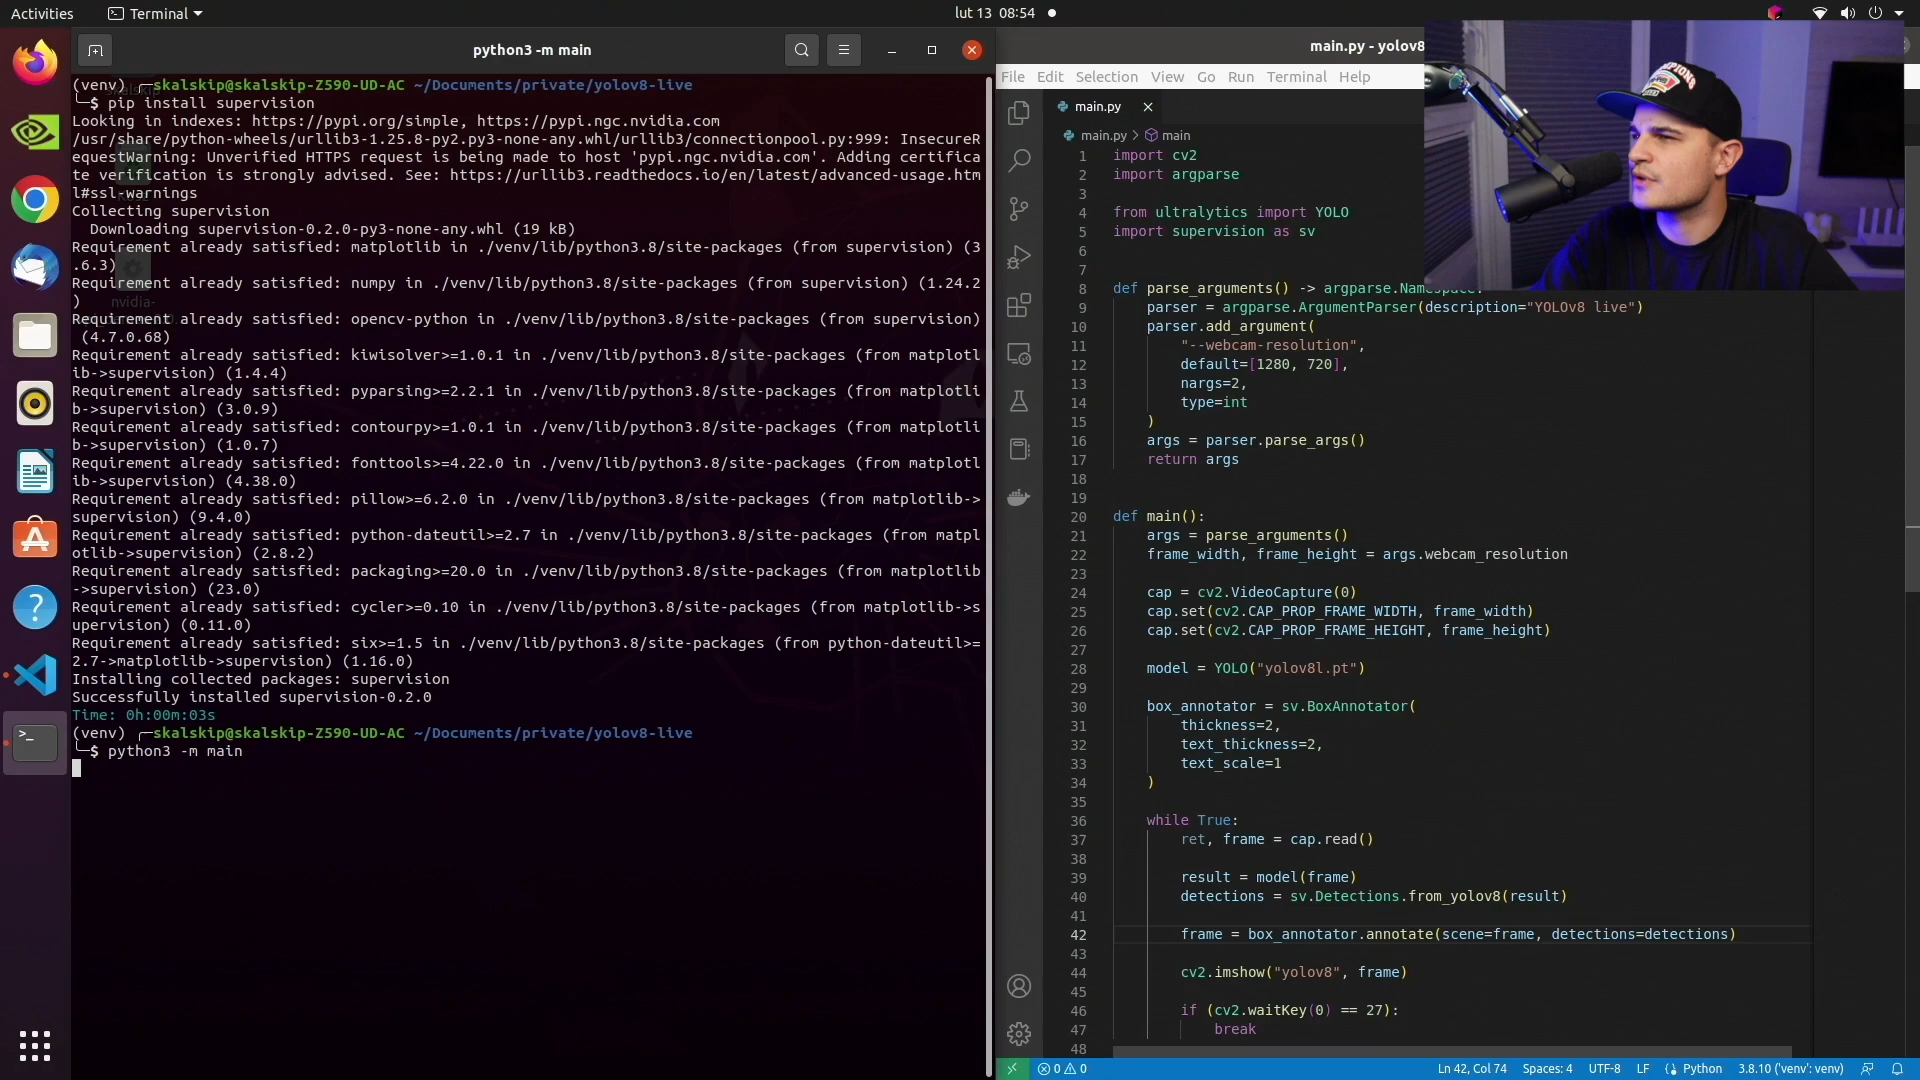 Activities
Terminal
lut 13 08:54
python3 -m main
(venv) ╭─skalskip@skalskip-Z590-UD-AC ~/Documents/private/yolov8-live
╰─$ pip install supervision
Looking in indexes: https://pypi.org/simple, https://pypi.ngc.nvidia.com
/usr/share/python-wheels/urllib3-1.25.8-py2.py3-none-any.whl/urllib3/connectionpool.py:999: InsecureR
equestWarning: Unverified HTTPS request is being made to host 'pypi.ngc.nvidia.com'. Adding certifica
te verification is strongly advised. See: https://urllib3.readthedocs.io/en/latest/advanced-usage.htm
l#ssl-warnings
Collecting supervision
  Downloading supervision-0.2.0-py3-none-any.whl (19 kB)
Requirement already satisfied: matplotlib in ./venv/lib/python3.8/site-packages (from supervision) (3
.6.3)
Requirement already satisfied: numpy in ./venv/lib/python3.8/site-packages (from supervision) (1.24.2
)
nvidia-
Requirement already satisfied: opencv-python in ./venv/lib/python3.8/site-packages (from supervision)
 (4.7.0.68)
Requirement already satisfied: kiwisolver>=1.0.1 in ./venv/lib/python3.8/site-packages (from matplotl
ib->supervision) (1.4.4)
Requirement already satisfied: pyparsing>=2.2.1 in ./venv/lib/python3.8/site-packages (from matplotli
b->supervision) (3.0.9)
Requirement already satisfied: contourpy>=1.0.1 in ./venv/lib/python3.8/site-packages (from matplotli
b->supervision) (1.0.7)
Requirement already satisfied: fonttools>=4.22.0 in ./venv/lib/python3.8/site-packages (from matplotl
ib->supervision) (4.38.0)
Requirement already satisfied: pillow>=6.2.0 in ./venv/lib/python3.8/site-packages (from matplotlib->
supervision) (9.4.0)
Requirement already satisfied: python-dateutil>=2.7 in ./venv/lib/python3.8/site-packages (from matpl
otlib->supervision) (2.8.2)
Requirement already satisfied: packaging>=20.0 in ./venv/lib/python3.8/site-packages (from matplotlib
->supervision) (23.0)
Requirement already satisfied: cycler>=0.10 in ./venv/lib/python3.8/site-packages (from matplotlib->s
upervision) (0.11.0)
Requirement already satisfied: six>=1.5 in ./venv/lib/python3.8/site-packages (from python-dateutil>=
2.7->matplotlib->supervision) (1.16.0)
Installing collected packages: supervision
Successfully installed supervision-0.2.0
Time: 0h:00m:03s
(venv) ╭─skalskip@skalskip-Z590-UD-AC ~/Documents/private/yolov8-live
╰─$ python3 -m main
main.py - yolov8
File Edit Selection View Go Run Terminal Help
main.py
main.py > main
1 import cv2
2 import argparse
3
4 from ultralytics import YOLO
5 import supervision as sv
6
7
8 def parse_arguments() -> argparse.Namespace:
9     parser = argparse.ArgumentParser(description="YOLOv8 live")
10     parser.add_argument(
11         "--webcam-resolution",
12         default=[1280, 720],
13         nargs=2,
14         type=int
15     )
16     args = parser.parse_args()
17     return args
18
19
20 def main():
21     args = parse_arguments()
22     frame_width, frame_height = args.webcam_resolution
23
24     cap = cv2.VideoCapture(0)
25     cap.set(cv2.CAP_PROP_FRAME_WIDTH, frame_width)
26     cap.set(cv2.CAP_PROP_FRAME_HEIGHT, frame_height)
27
28     model = YOLO("yolov8l.pt")
29
30     box_annotator = sv.BoxAnnotator(
31         thickness=2,
32         text_thickness=2,
33         text_scale=1
34     )
35
36     while True:
37         ret, frame = cap.read()
38
39         result = model(frame)
40         detections = sv.Detections.from_yolov8(result)
41
42         frame = box_annotator.annotate(scene=frame, detections=detections)
43
44         cv2.imshow("yolov8", frame)
45
46         if (cv2.waitKey(0) == 27):
47             break
48
0 0
Ln 42, Col 74 Spaces: 4 UTF-8 LF Python 3.8.10 ('venv': venv)